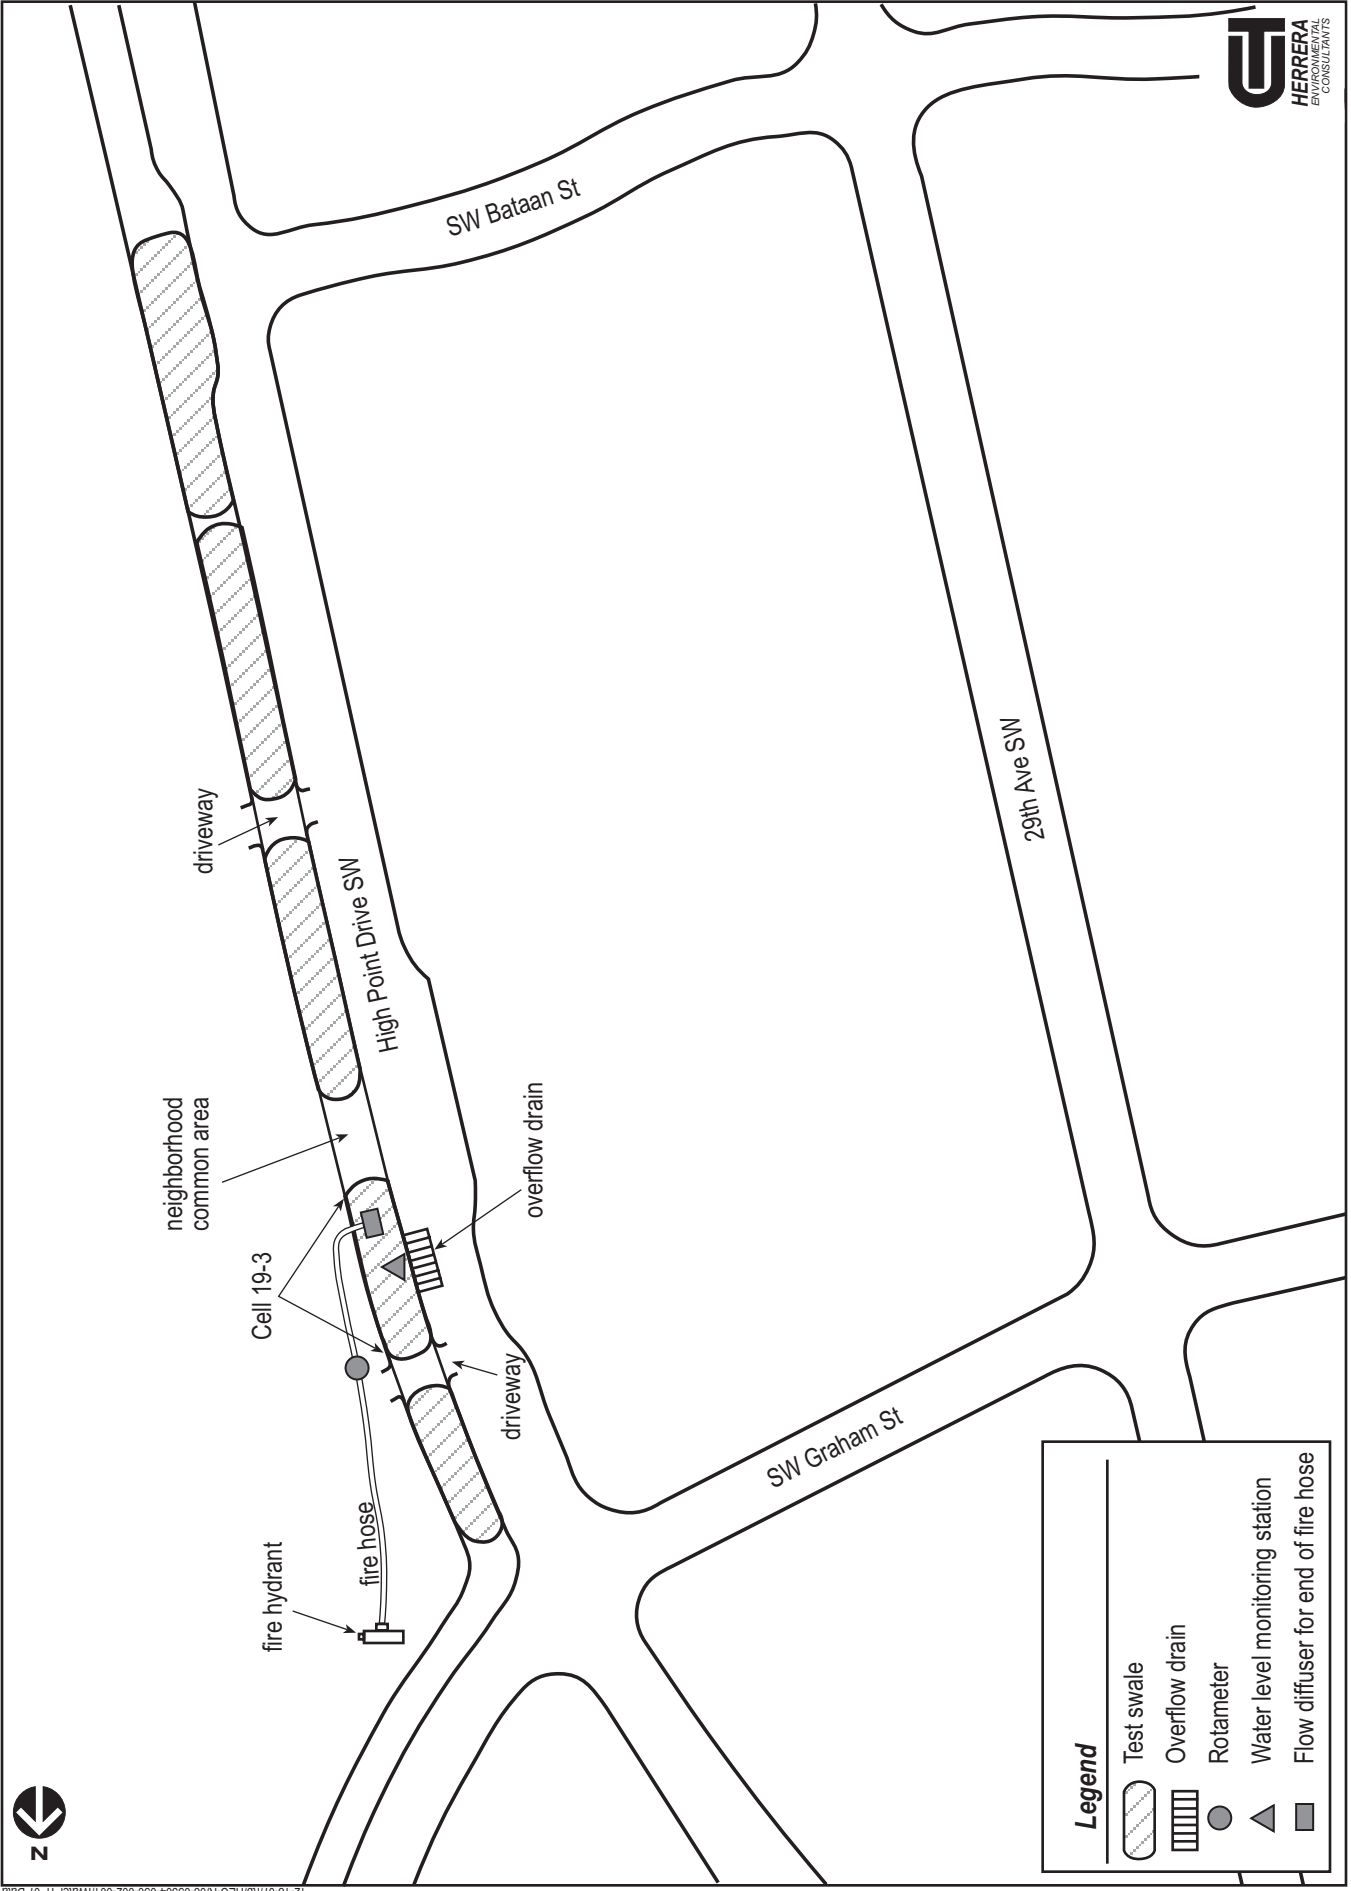 SW Bataan St
29th Ave SW
driveway
High Point Drive SW
neighborhood
common area
overflow drain
Cell 19-3
driveway
SW Graham St
fire hose
fire hydrant
N
Legend
Test swale
Overflow drain
Rotameter
Water level monitoring station
Flow diffuser for end of fire hose
HERRERA
ENVIRONMENTAL
CONSULTANTS